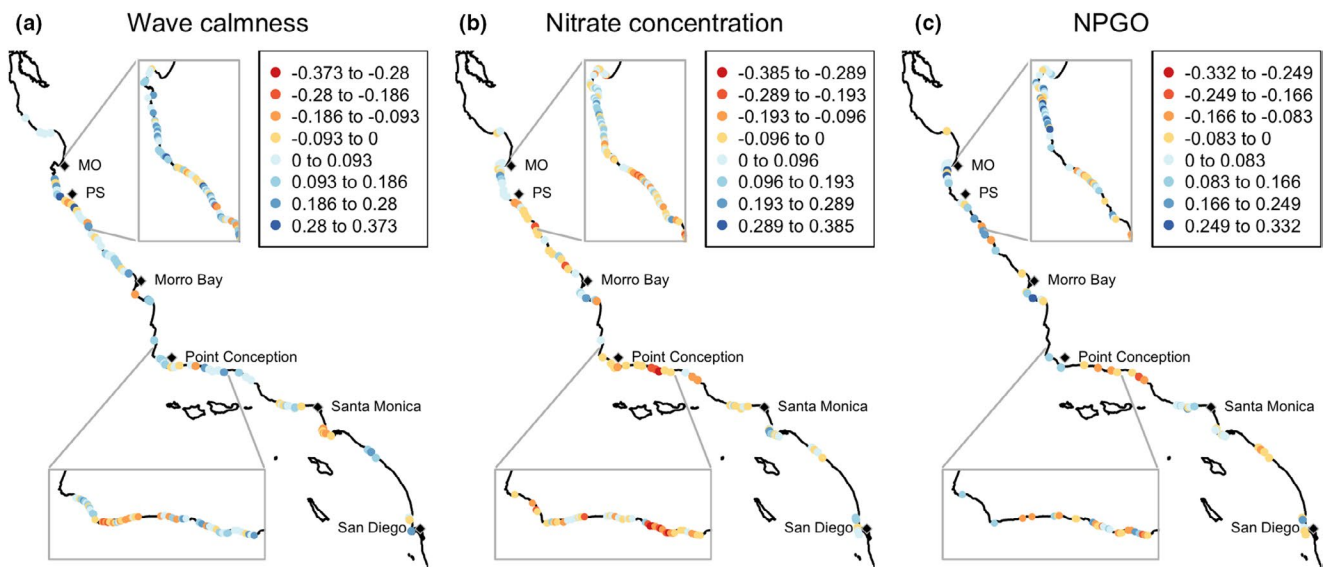 (a) Wave calmness
-0.373 to -0.28
-0.28 to -0.186
-0.186 to -0.093
-0.093 to 0
0 to 0.093
0.093 to 0.186
0.186 to 0.28
0.28 to 0.373
MO
PS
Morro Bay
Point Conception
Santa Monica
San Diego
(b) Nitrate concentration
-0.385 to -0.289
-0.289 to -0.193
-0.193 to -0.096
-0.096 to 0
0 to 0.096
0.096 to 0.193
0.193 to 0.289
0.289 to 0.385
MO
PS
Morro Bay
Point Conception
Santa Monica
San Diego
(c) NPGO
-0.332 to -0.249
-0.249 to -0.166
-0.166 to -0.083
-0.083 to 0
0 to 0.083
0.083 to 0.166
0.166 to 0.249
0.249 to 0.332
MO
PS
Morro Bay
Point Conception
Santa Monica
San Diego